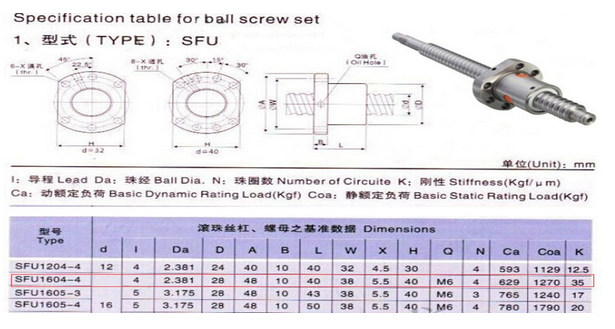 Specification table for ball screw set
1、型式(TYPE): SFU
6-X 通孔 (thr.)
45°
22.5°
H
d=32
8-X 通孔 (thr.)
30° 15° 30°
H
d=40
Q油孔 (Oil Hole)
A W d D
B L
单位(Unit): mm
I: 导程 Lead Da: 珠径 Ball Dia. N: 珠圈数 Number of Circuite K: 刚性 Stiffness(Kgf/μm)
Ca: 动额定负荷 Basic Dynamic Rating Load(Kgf) Coa: 静额定负荷 Basic Static Rating Load(Kgf)
型号 Type 滚珠丝杠、螺母之基准数据 Dimensions
d I Da D A B L W X H Q N Ca Coa K
SFU1204-4 12 4 2.381 24 40 10 40 32 4.5 30 4 593 1129 12.5
SFU1604-4 4 2.381 28 48 10 40 38 5.5 40 M6 4 629 1270 35
SFU1605-3 5 3.175 28 48 10 43 38 5.5 40 M6 3 765 1240 17
SFU1605-4 16 5 3.175 28 48 10 50 38 5.5 40 M6 4 780 1790 20